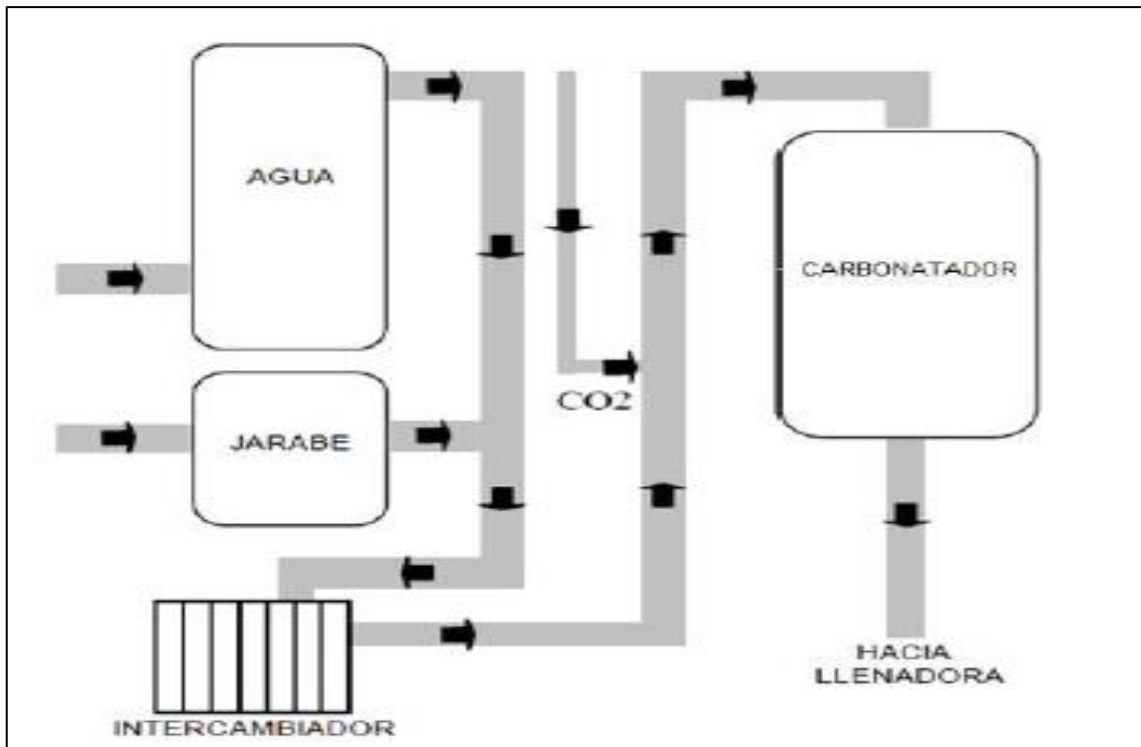 AGUA
CARBONATADOR
CO2
JARABE
HACIA
LLENADORA
INTERCAMBIADOR